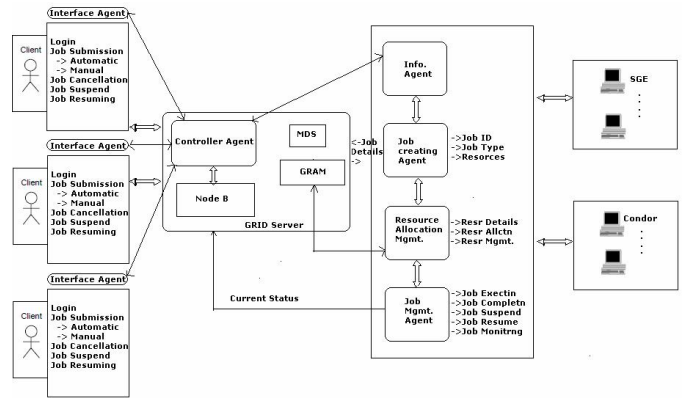 Interface Agent
Client
Login
Job Submission
-> Automatic
-> Manual
Job Cancellation
Job Suspend
Job Resuming
Interface Agent
Client
Login
Job Submission
-> Automatic
-> Manual
Job Cancellation
Job Suspend
Job Resuming
Interface Agent
Client
Login
Job Submission
-> Automatic
-> Manual
Job Cancellation
Job Suspend
Job Resuming
Controller Agent
MDS
GRAM
Node B
GRID Server
Current Status
<-Job
Details
->
Info.
Agent
Job
creating
Agent
->Job ID
->Job Type
->Resorces
Resource
Allocation
Mgmt.
->Resr Details
->Resr Allctn
->Resr Mgmt.
Job
Mgmt.
Agent
->Job Exectin
->Job Completn
->Job Suspend
->Job Resume
->Job Monitrng
SGE
Condor